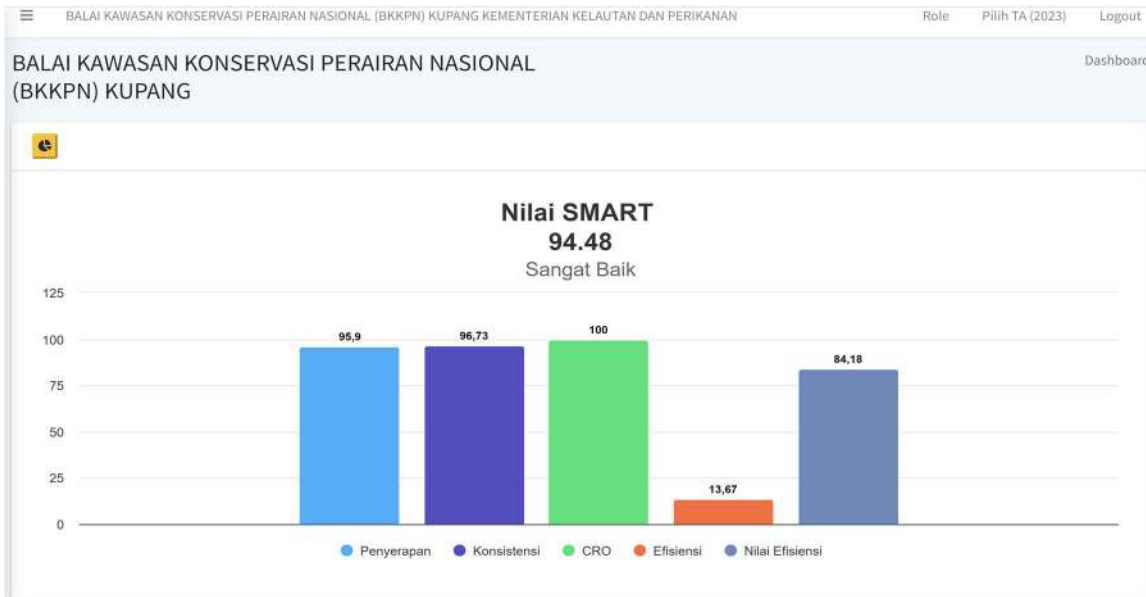 BALAI KAWASAN KONSERVASI PERAIRAN NASIONAL (BKKPN) KUPANG KEMENTERIAN KELAUTAN DAN PERIKANAN Role Pilih TA (2023) Logout
BALAI KAWASAN KONSERVASI PERAIRAN NASIONAL
(BKKPN) KUPANG
Dashboard
Nilai SMART
94.48
Sangat Baik
125
100
75
50
25
0
95,9
96,73
100
13,67
84,18
Penyerapan Konsistensi CRO Efisiensi Nilai Efisiensi